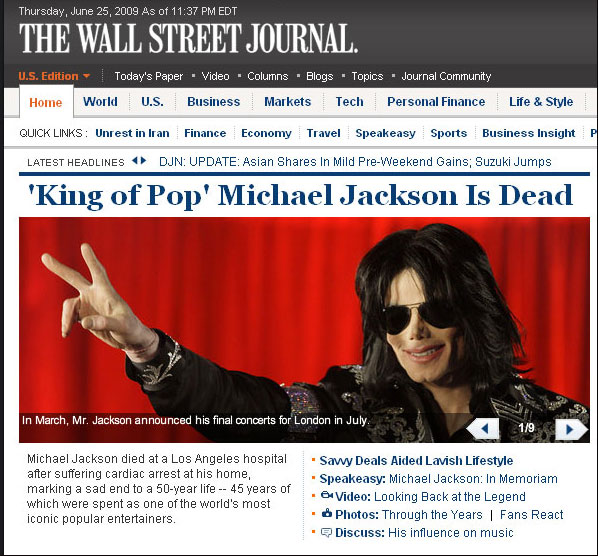 Thursday, June 25, 2009 As of 11:37 PM EDT
THE WALL STREET JOURNAL.
U.S. Edition Today's Paper • Video • Columns • Blogs • Topics • Journal Community
Home World U.S. Business Markets Tech Personal Finance Life & Style
QUICK LINKS: Unrest in Iran Finance Economy Travel Speakeasy Sports Business Insight P
LATEST HEADLINES DJN: UPDATE: Asian Shares In Mild Pre-Weekend Gains; Suzuki Jumps
'King of Pop' Michael Jackson Is Dead
In March, Mr. Jackson announced his final concerts for London in July.
1/9
Michael Jackson died at a Los Angeles hospital
after suffering cardiac arrest at his home,
marking a sad end to a 50-year life -- 45 years of
which were spent as one of the world's most
iconic popular entertainers.
• Savvy Deals Aided Lavish Lifestyle
• Speakeasy: Michael Jackson: In Memoriam
• Video: Looking Back at the Legend
• Photos: Through the Years | Fans React
• Discuss: His influence on music